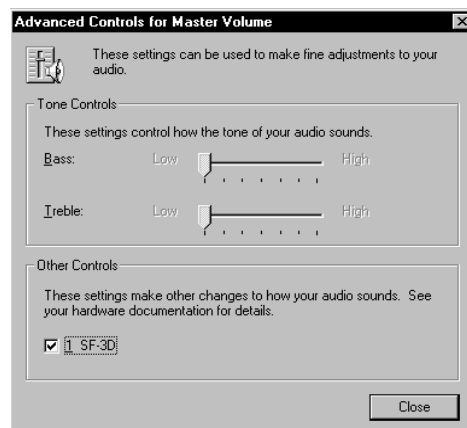 Advanced Controls for Master Volume
These settings can be used to make fine adjustments to your
audio.
Tone Controls
These settings control how the tone of your audio sounds.
Bass: Low High
Treble: Low High
Other Controls
These settings make other changes to how your audio sounds. See
your hardware documentation for details.
1 SF-3D
Close